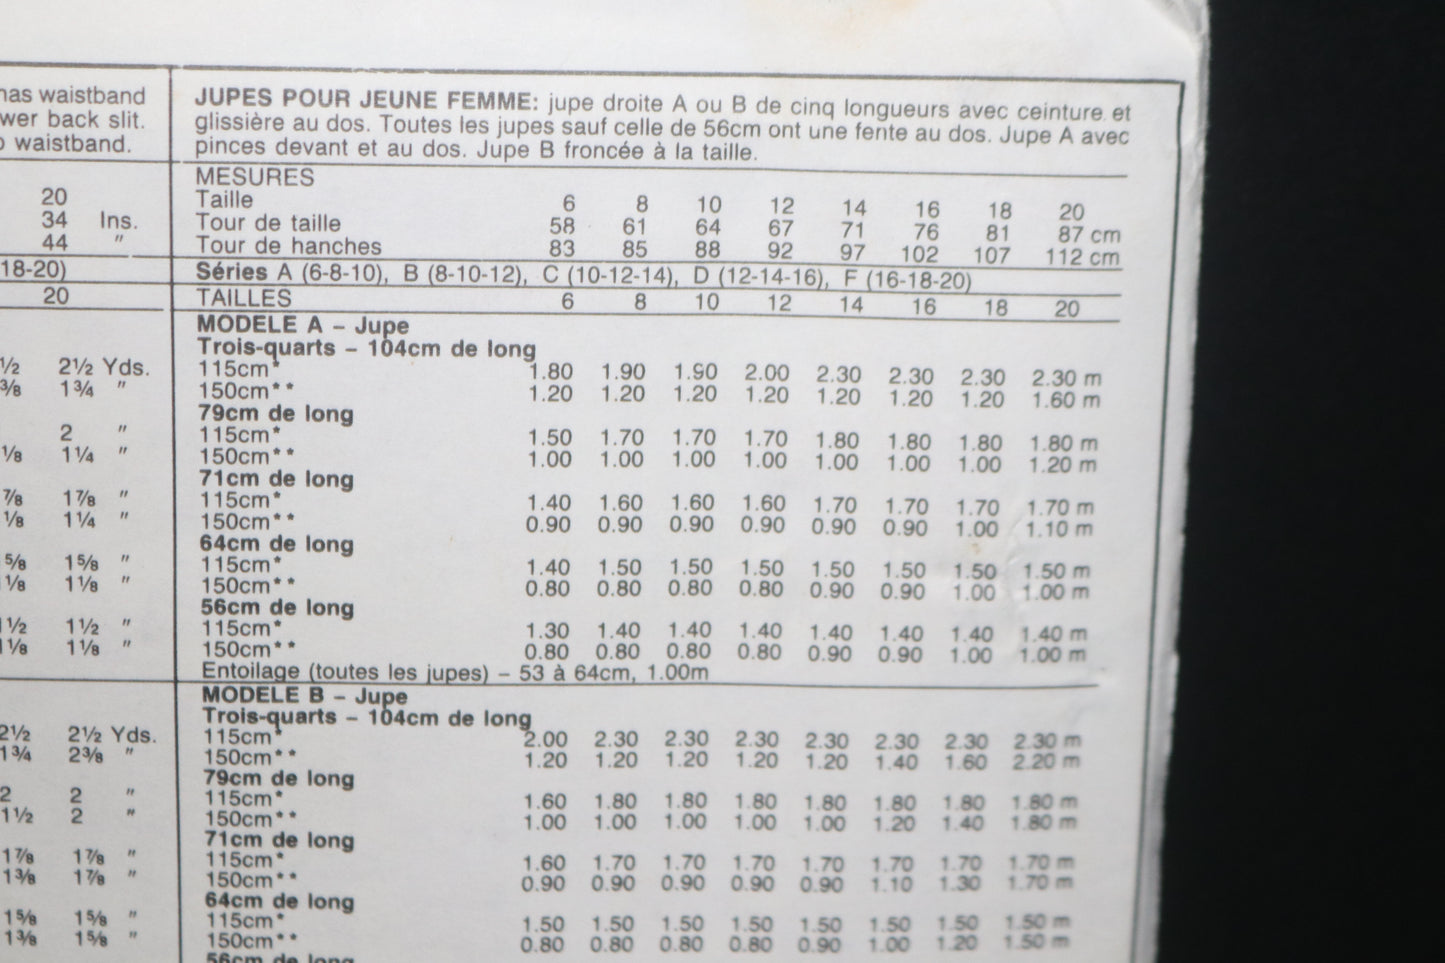 has waistband
wer back slit.
waistband.
20
34 Ins.
44 "
18-20)
20
½ 2½ Yds.
⅜ 1¾ "
2 "
⅛ 1¼ "
⅞ 1⅞ "
⅛ 1¼ "
⅝ 1⅝ "
⅛ 1⅛ "
1½ 1½ "
1⅛ 1⅛ "
2½ 2½ Yds.
1¾ 2⅜ "
2 2 "
1½ 2 "
1⅞ 1⅞ "
1⅜ 1⅞ "
1⅝ 1⅝ "
1⅜ 1⅝ "
JUPES POUR JEUNE FEMME: jupe droite A ou B de cinq longueurs avec ceinture et
glissière au dos. Toutes les jupes sauf celle de 56cm ont une fente au dos. Jupe A avec
pinces devant et au dos. Jupe B froncée à la taille.
MESURES
Taille 6 8 10 12 14 16 18 20
Tour de taille 58 61 64 67 71 76 81 87 cm
Tour de hanches 83 85 88 92 97 102 107 112 cm
Séries A (6-8-10), B (8-10-12), C (10-12-14), D (12-14-16), F (16-18-20)
TAILLES 6 8 10 12 14 16 18 20
MODELE A – Jupe
Trois-quarts – 104cm de long
115cm* 1.80 1.90 1.90 2.00 2.30 2.30 2.30 2.30 m
150cm** 1.20 1.20 1.20 1.20 1.20 1.20 1.20 1.60 m
79cm de long
115cm* 1.50 1.70 1.70 1.70 1.80 1.80 1.80 1.80 m
150cm** 1.00 1.00 1.00 1.00 1.00 1.00 1.00 1.20 m
71cm de long
115cm* 1.40 1.60 1.60 1.60 1.70 1.70 1.70 1.70 m
150cm** 0.90 0.90 0.90 0.90 0.90 0.90 1.00 1.10 m
64cm de long
115cm* 1.40 1.50 1.50 1.50 1.50 1.50 1.50 1.50 m
150cm** 0.80 0.80 0.80 0.80 0.90 0.90 1.00 1.00 m
56cm de long
115cm* 1.30 1.40 1.40 1.40 1.40 1.40 1.40 1.40 m
150cm** 0.80 0.80 0.80 0.80 0.90 0.90 1.00 1.00 m
Entoilage (toutes les jupes) – 53 à 64cm, 1.00m
MODELE B – Jupe
Trois-quarts – 104cm de long
115cm* 2.00 2.30 2.30 2.30 2.30 2.30 2.30 2.30 m
150cm** 1.20 1.20 1.20 1.20 1.20 1.40 1.60 2.20 m
79cm de long
115cm* 1.60 1.80 1.80 1.80 1.80 1.80 1.80 1.80 m
150cm** 1.00 1.00 1.00 1.00 1.00 1.20 1.40 1.80 m
71cm de long
115cm* 1.60 1.70 1.70 1.70 1.70 1.70 1.70 1.70 m
150cm** 0.90 0.90 0.90 0.90 0.90 1.10 1.30 1.70 m
64cm de long
115cm* 1.50 1.50 1.50 1.50 1.50 1.50 1.50 1.50 m
150cm** 0.80 0.80 0.80 0.80 0.90 1.00 1.20 1.50 m
56cm de long